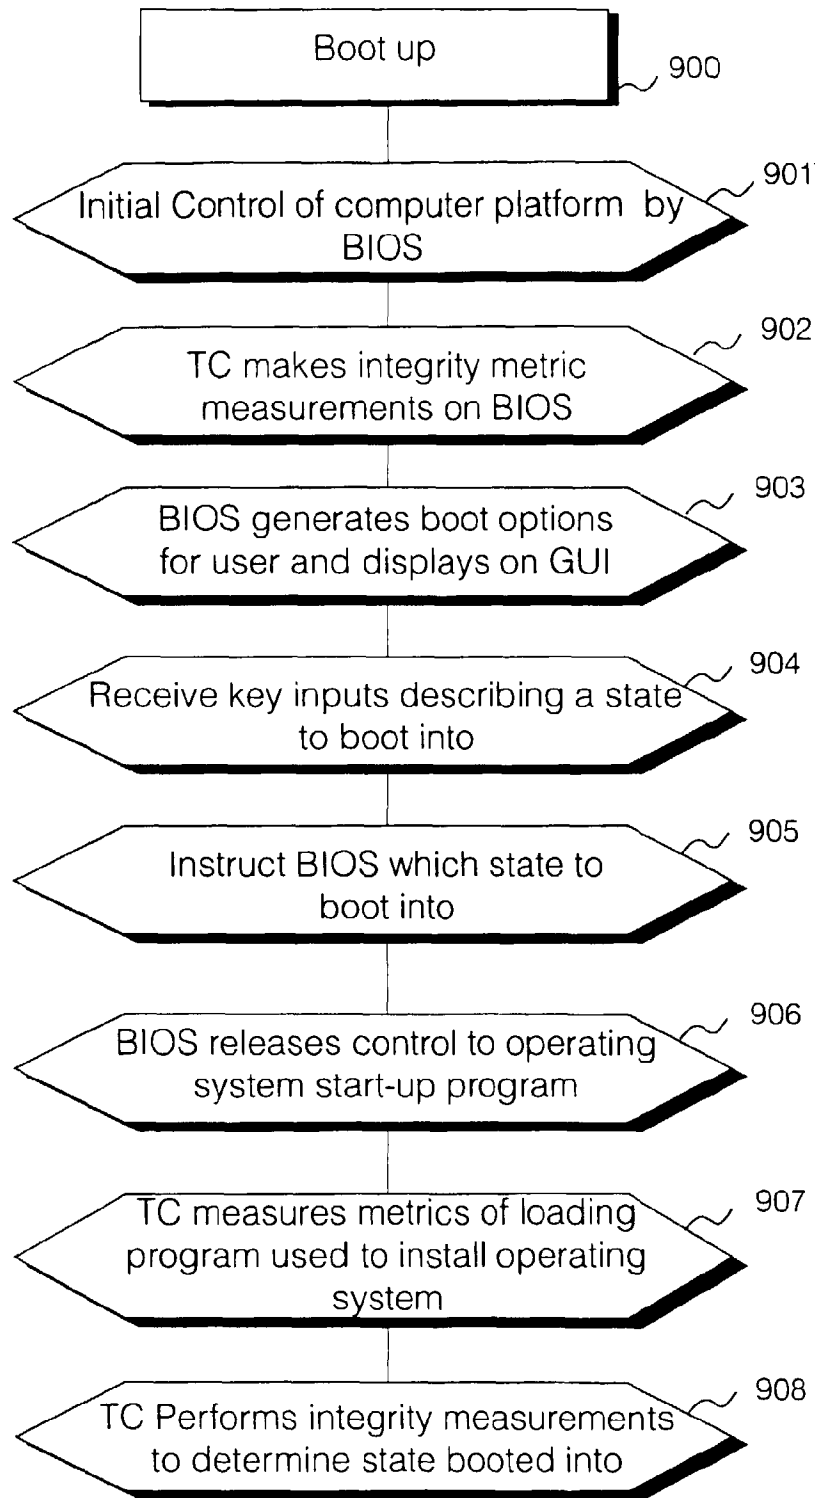 Boot up
900
901
Initial Control of computer platform by
BIOS
902
TC makes integrity metric
measurements on BIOS
903
BIOS generates boot options
for user and displays on GUI
904
Receive key inputs describing a state
to boot into
905
Instruct BIOS which state to
boot into
906
BIOS releases control to operating
system start-up program
907
TC measures metrics of loading
program used to install operating
system
908
TC Performs integrity measurements
to determine state booted into